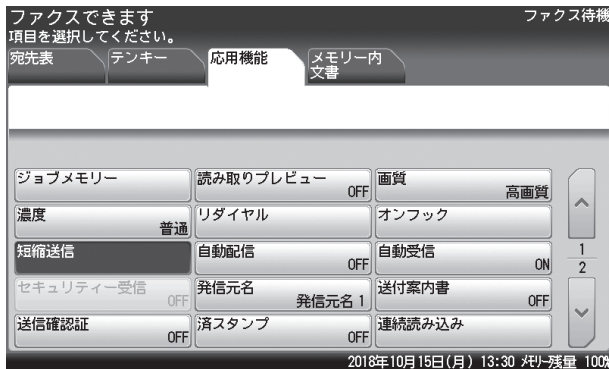 ファクスできます
ファクス待機
項目を選択してください。
宛先表
テンキー
応用機能
メモリー内
文書
ジョブメモリー
読み取りプレビュー
OFF
画質
高画質
濃度
普通
リダイヤル
オンフック
短縮送信
自動配信
OFF
自動受信
ON
1
2
セキュリティー受信
OFF
発信元名
発信元名 1
送付案内書
OFF
送信確認証
OFF
済スタンプ
OFF
連続読み込み
2018年10月15日(月) 13:30 メモリー残量 100%